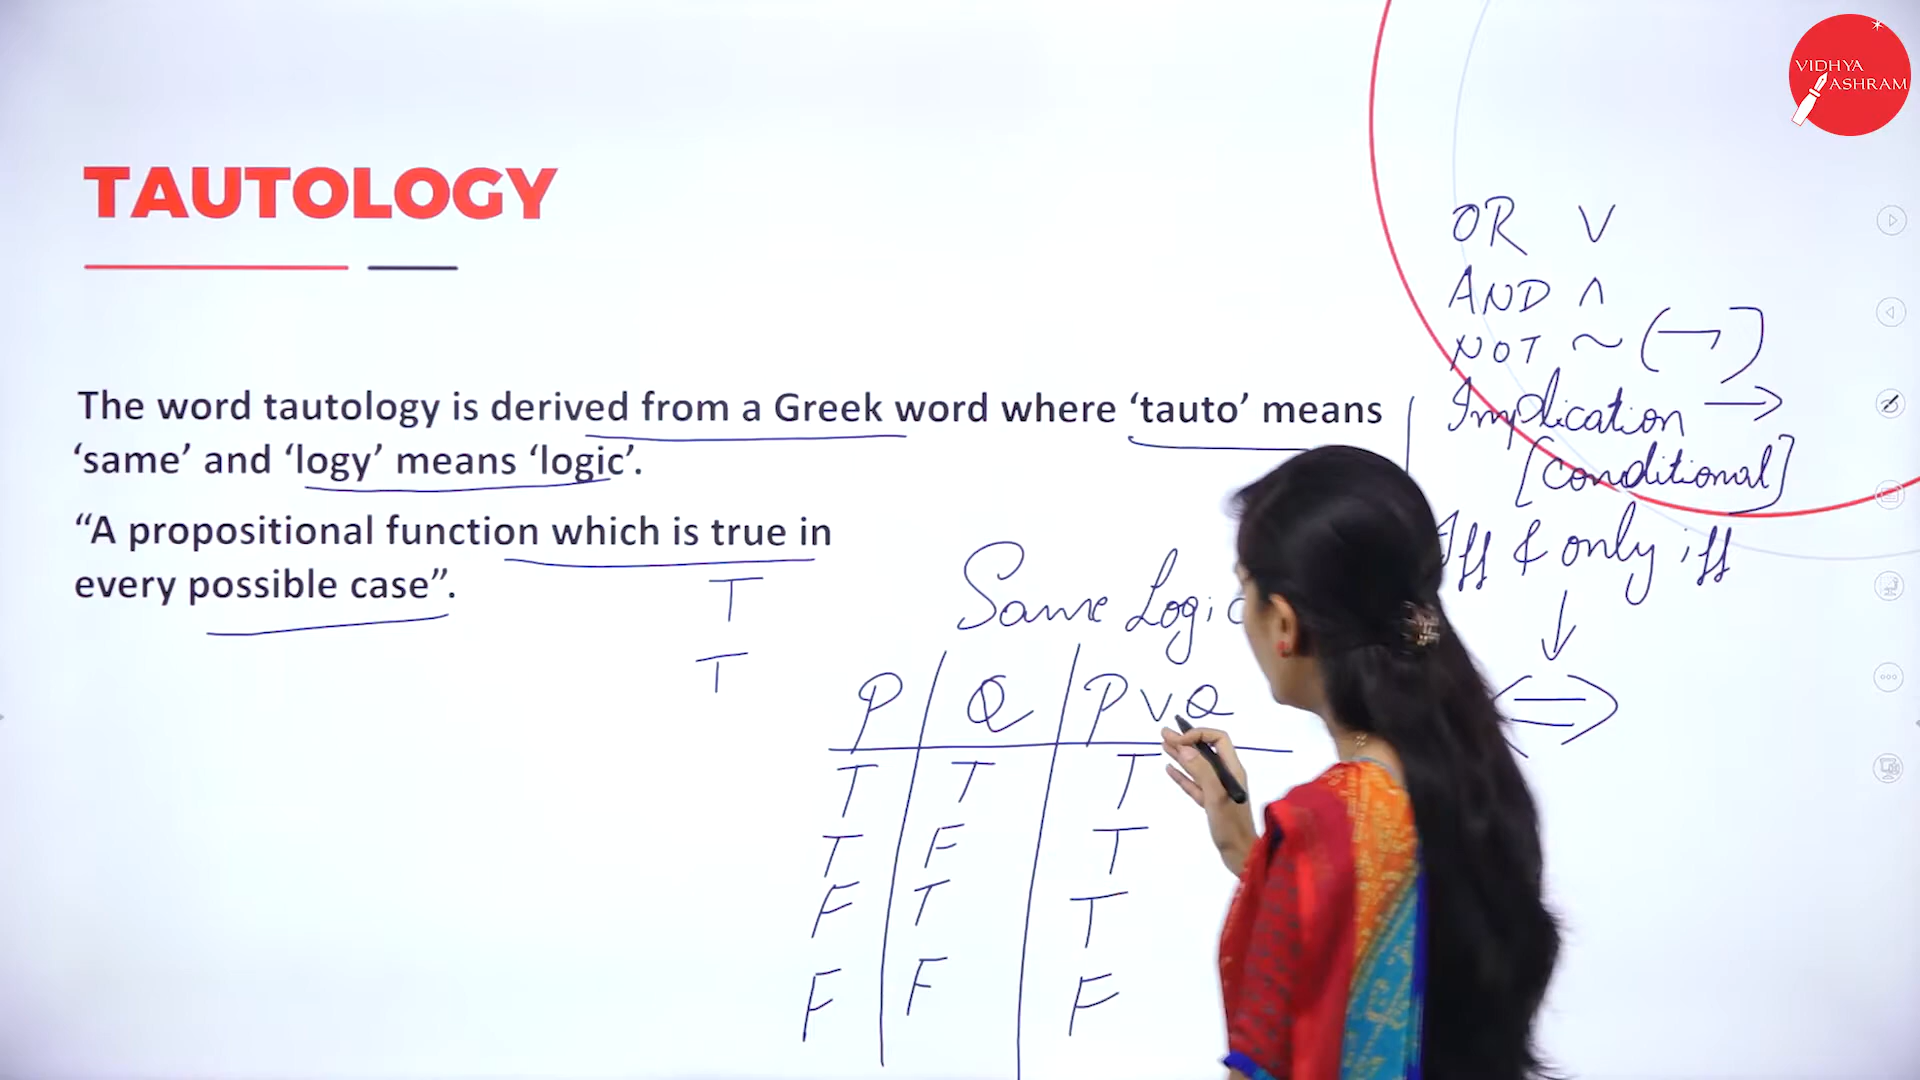 VIDHYA
ASHRAM
TAUTOLOGY
The word tautology is derived from a Greek word where ‘tauto’ means
‘same’ and ‘logy’ means ‘logic’.
“A propositional function which is true in
every possible case”.
T
T
Same Logic
P Q P ∨ Q
T T T
T F T
F T T
F F F
OR ∨
AND ∧
NOT ~ (¬)
Implication →
[Conditional]
Iff & only iff
↓
⇔